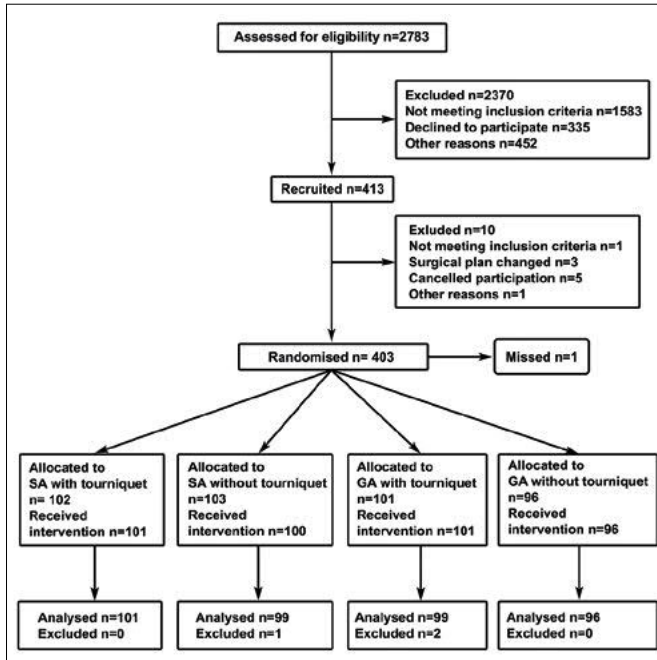 Assessed for eligibility n=2783
Excluded n=2370
Not meeting inclusion criteria n=1583
Declined to participate n=335
Other reasons n=452
Recruited n=413
Exluded n=10
Not meeting inclusion criteria n=1
Surgical plan changed n=3
Cancelled participation n=5
Other reasons n=1
Randomised n= 403
Missed n=1
Allocated to
SA with tourniquet
n= 102
Received
intervention n=101
Allocated to
SA without tourniquet
n=103
Received
intervention n=100
Allocated to
GA with tourniquet
n=101
Received
intervention n=101
Allocated to
GA without tourniquet
n=96
Received
intervention n=96
Analysed n=101
Excluded n=0
Analysed n=99
Excluded n=1
Analysed n=99
Excluded n=2
Analysed n=96
Excluded n=0